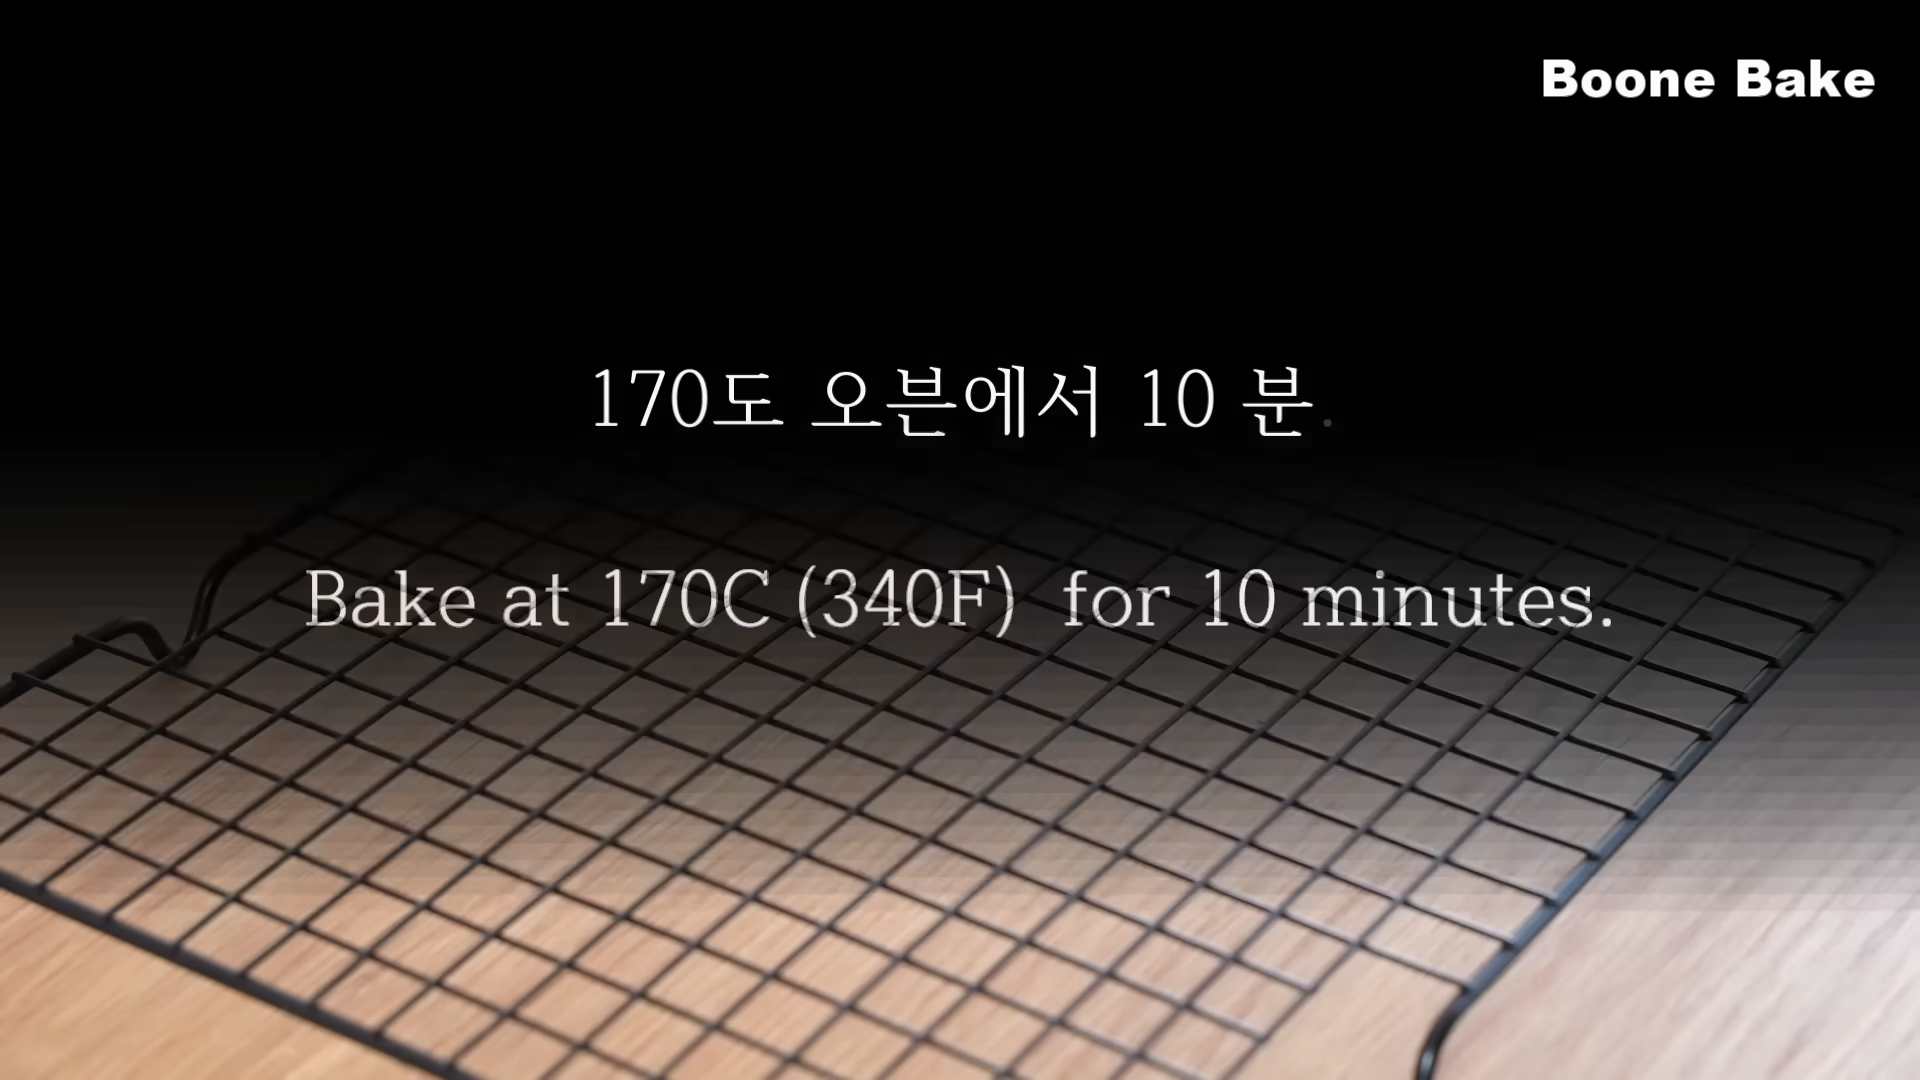 Boone Bake
170도 오븐에서 10 분.
Bake at 170C (340F) for 10 minutes.